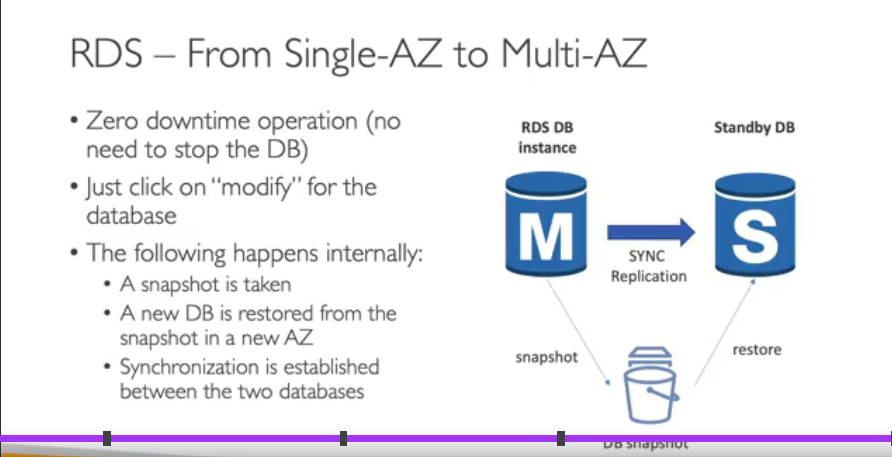 RDS – From Single-AZ to Multi-AZ
• Zero downtime operation (no
need to stop the DB)
• Just click on “modify” for the
database
• The following happens internally:
• A snapshot is taken
• A new DB is restored from the
snapshot in a new AZ
• Synchronization is established
between the two databases
RDS DB
instance
Standby DB
M
S
SYNC
Replication
snapshot
restore
DB snapshot